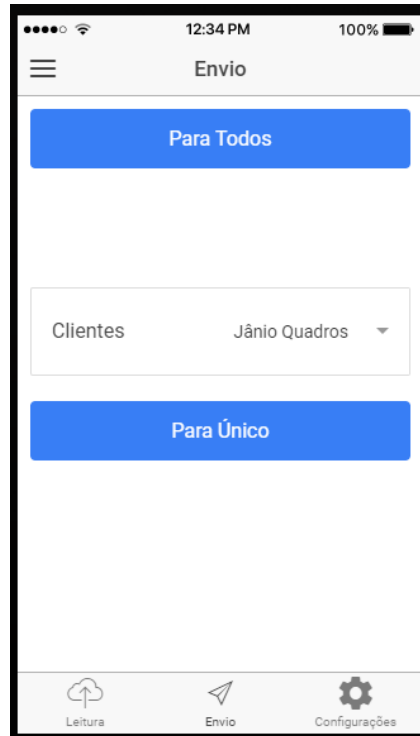 12:34 PM 100%
Envio
Para Todos
Clientes Jânio Quadros
Para Único
Leitura Envio Configurações